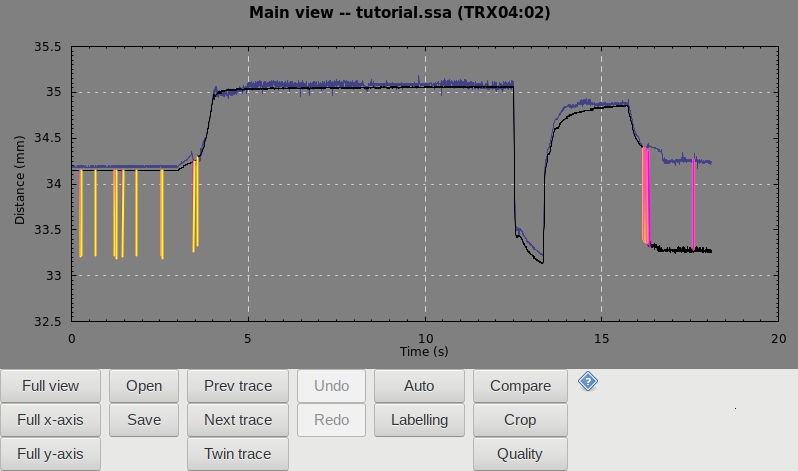 Main view -- tutorial.ssa (TRX04:02)
35.5
35
34.5
34
33.5
33
32.5
Distance (mm)
0 5 10 15 20
Time (s)
Full view Open Prev trace Undo Auto Compare ?
Full x-axis Save Next trace Redo Labelling Crop
Full y-axis Twin trace Quality